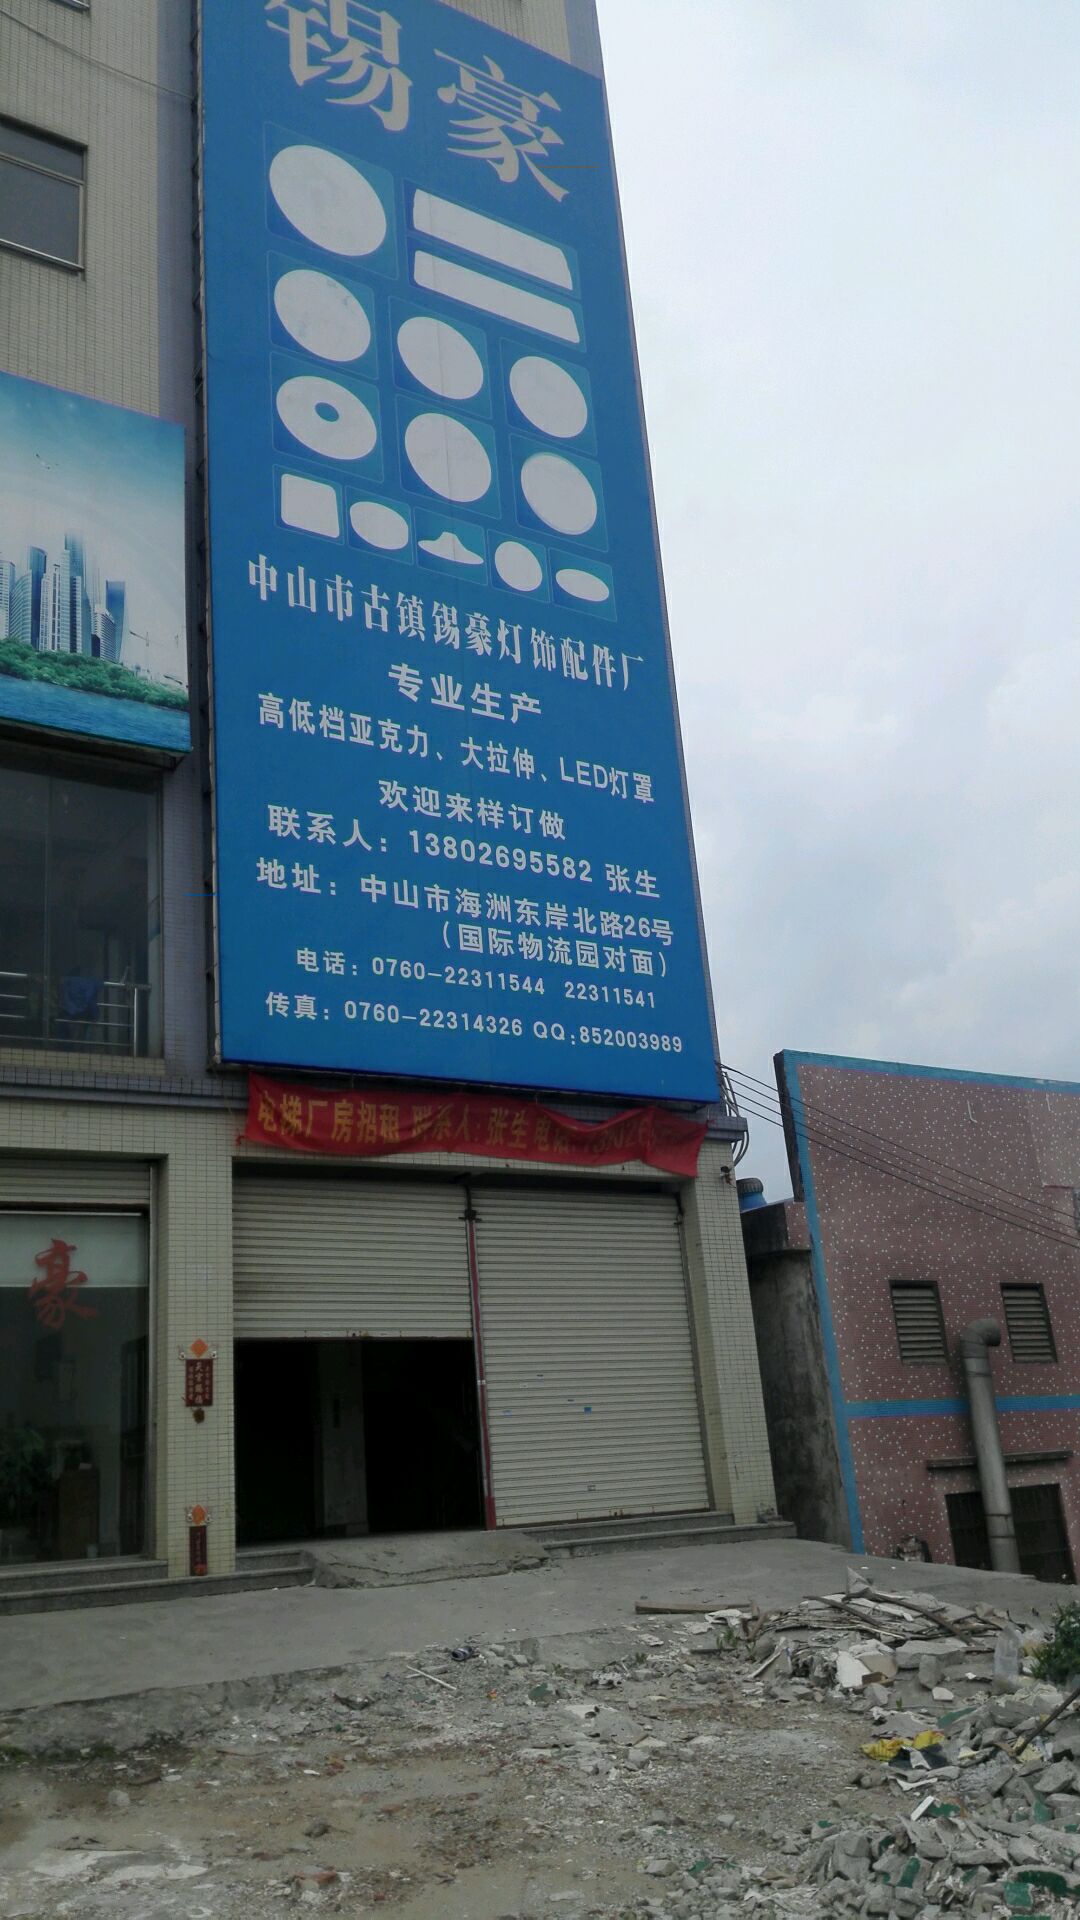 锡豪
中山市古镇锡豪灯饰配件厂
专业生产
高低档亚克力、大拉伸、LED灯罩
欢迎来样订做
联系人：13802695582 张生
地址：中山市海洲东岸北路26号
（国际物流园对面）
电话：0760-22311544 22311541
传真：0760-22314326 QQ:852003989
电梯厂房招租 联系人：张生 电话
豪